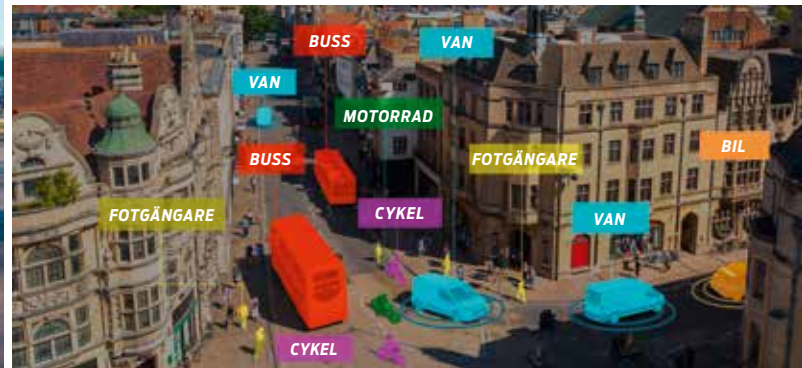 BUSS
VAN
VAN
MOTORRAD
BUSS
FOTGÄNGARE
BIL
FOTGÄNGARE
CYKEL
VAN
CYKEL